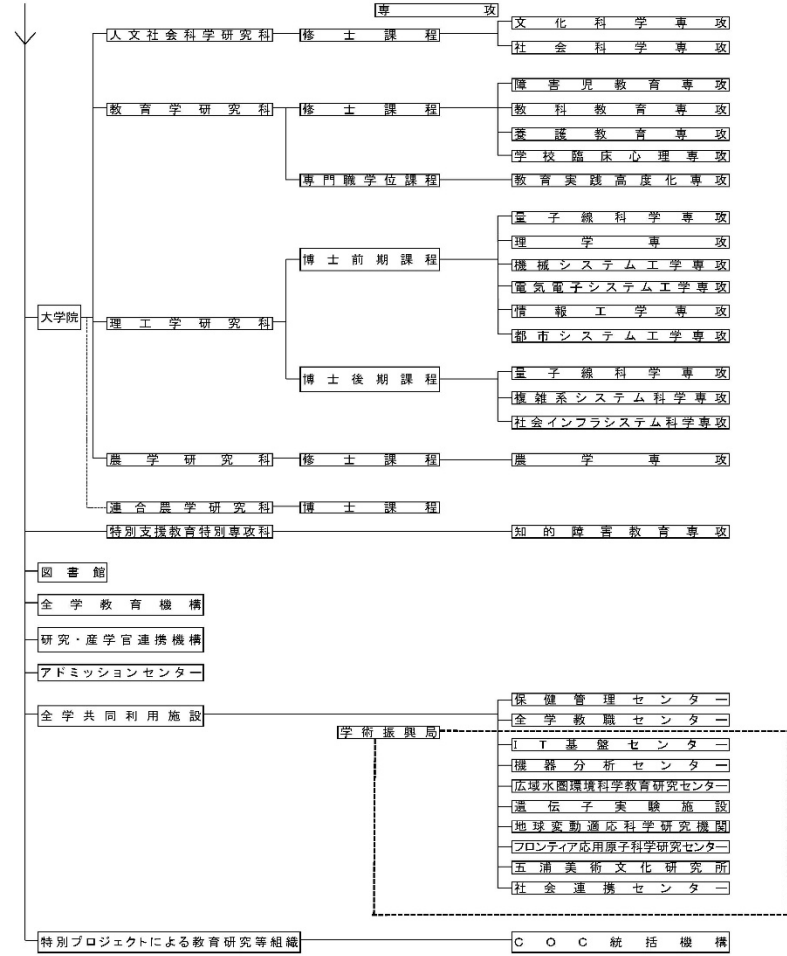 専攻
人文社会科学研究科 修士課程 文化科学専攻
社会科学専攻
教育学研究科 修士課程 障害児教育専攻
教科教育専攻
養護教育専攻
学校臨床心理専攻
専門職学位課程 教育実践高度化専攻
大学院
理工学研究科
博士前期課程
量子線科学専攻
理学専攻
機械システム工学専攻
電気電子システム工学専攻
情報工学専攻
都市システム工学専攻
博士後期課程
量子線科学専攻
複雑系システム科学専攻
社会インフラシステム科学専攻
農学研究科 修士課程 農学専攻
連合農学研究科 博士課程
特別支援教育特別専攻科 知的障害教育専攻
図書館
全学教育機構
研究・産学官連携機構
アドミッションセンター
全学共同利用施設
保健管理センター
全学教職センター
学術振興局
IT基盤センター
機器分析センター
広域水圏環境科学教育研究センター
遺伝子実験施設
地球変動適応科学研究機関
フロンティア応用原子科学研究センター
五浦美術文化研究所
社会連携センター
特別プロジェクトによる教育研究等組織 COC統括機構